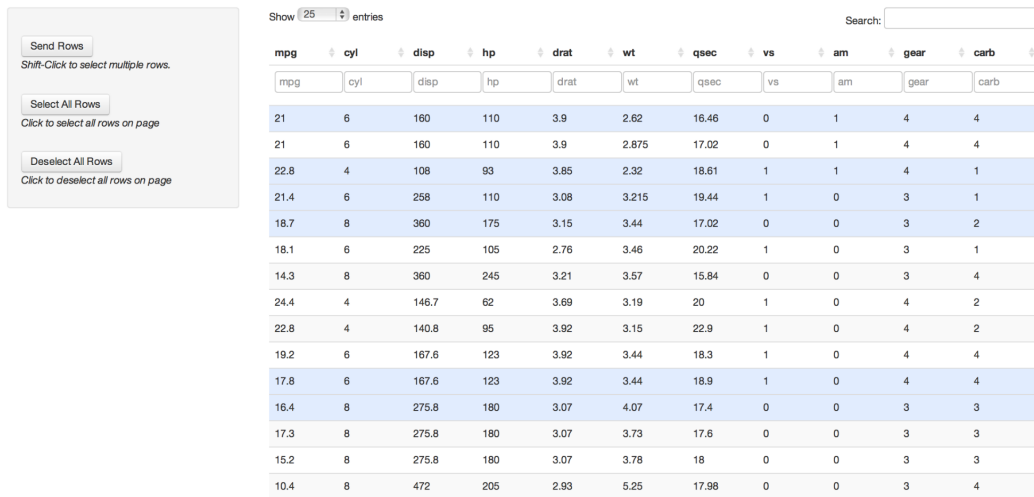 Send Rows
Shift-Click to select multiple rows.
Select All Rows
Click to select all rows on page
Deselect All Rows
Click to deselect all rows on page
Show 25 entries
Search:
mpg cyl disp hp drat wt qsec vs am gear carb
mpg cyl disp hp drat wt qsec vs am gear carb
21 6 160 110 3.9 2.62 16.46 0 1 4 4
21 6 160 110 3.9 2.875 17.02 0 1 4 4
22.8 4 108 93 3.85 2.32 18.61 1 1 4 1
21.4 6 258 110 3.08 3.215 19.44 1 0 3 1
18.7 8 360 175 3.15 3.44 17.02 0 0 3 2
18.1 6 225 105 2.76 3.46 20.22 1 0 3 1
14.3 8 360 245 3.21 3.57 15.84 0 0 3 4
24.4 4 146.7 62 3.69 3.19 20 1 0 4 2
22.8 4 140.8 95 3.92 3.15 22.9 1 0 4 2
19.2 6 167.6 123 3.92 3.44 18.3 1 0 4 4
17.8 6 167.6 123 3.92 3.44 18.9 1 0 4 4
16.4 8 275.8 180 3.07 4.07 17.4 0 0 3 3
17.3 8 275.8 180 3.07 3.73 17.6 0 0 3 3
15.2 8 275.8 180 3.07 3.78 18 0 0 3 3
10.4 8 472 205 2.93 5.25 17.98 0 0 3 4